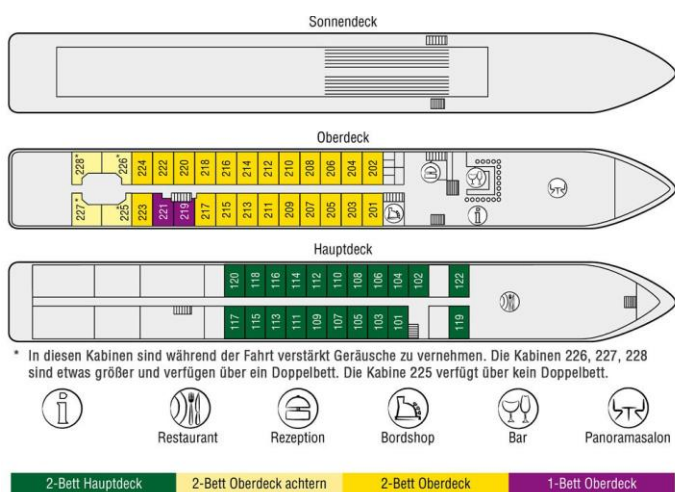 Sonnendeck
Oberdeck
228* 226* 224 222 220 218 216 214 212 210 208 206 204 202
227* 225* 223 221 219 217 215 213 211 209 207 205 203 201
Hauptdeck
120 118 116 114 112 110 108 106 104 102 122
117 115 113 111 109 107 105 103 101 119
* In diesen Kabinen sind während der Fahrt verstärkt Geräusche zu vernehmen. Die Kabinen 226, 227, 228
sind etwas größer und verfügen über ein Doppelbett. Die Kabine 225 verfügt über kein Doppelbett.
Restaurant Rezeption Bordshop Bar Panoramasalon
2-Bett Hauptdeck 2-Bett Oberdeck achtern 2-Bett Oberdeck 1-Bett Oberdeck